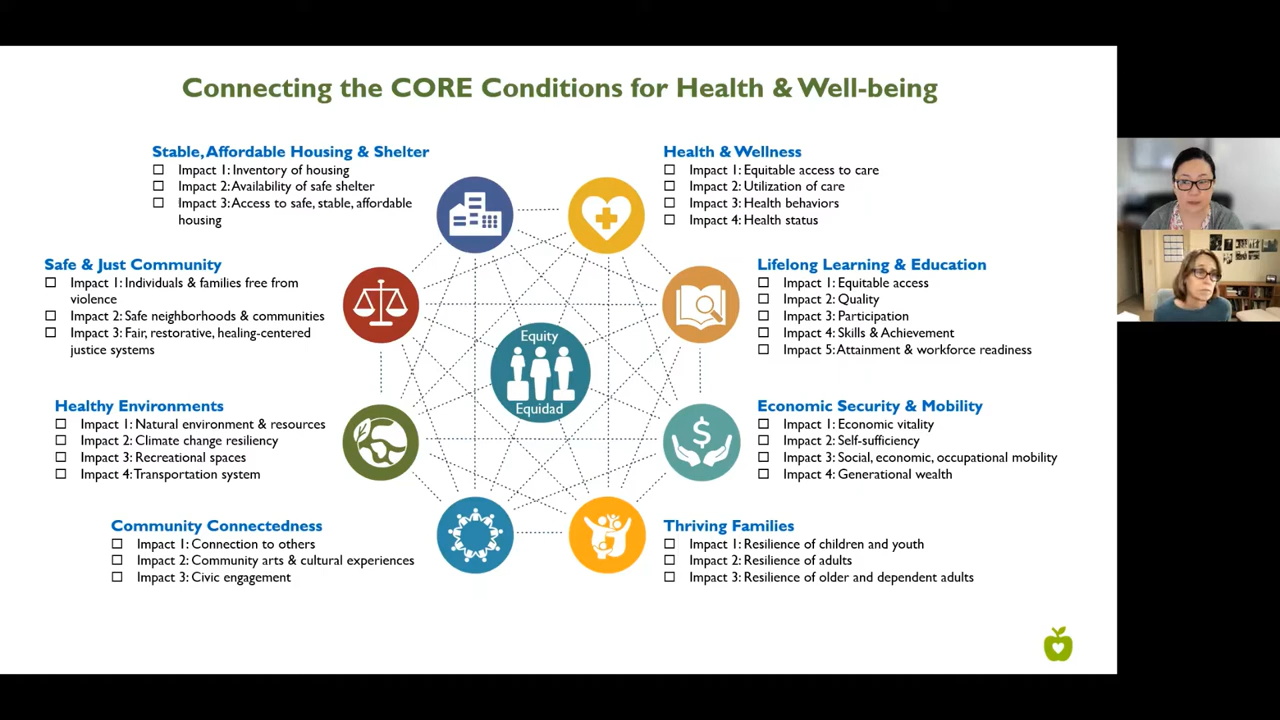 Connecting the CORE Conditions for Health & Well-being
Stable, Affordable Housing & Shelter
☐ Impact 1: Inventory of housing
☐ Impact 2: Availability of safe shelter
☐ Impact 3: Access to safe, stable, affordable
housing
Health & Wellness
☐ Impact 1: Equitable access to care
☐ Impact 2: Utilization of care
☐ Impact 3: Health behaviors
☐ Impact 4: Health status
Safe & Just Community
☐ Impact 1: Individuals & families free from
violence
☐ Impact 2: Safe neighborhoods & communities
☐ Impact 3: Fair, restorative, healing-centered
justice systems
Lifelong Learning & Education
☐ Impact 1: Equitable access
☐ Impact 2: Quality
☐ Impact 3: Participation
☐ Impact 4: Skills & Achievement
☐ Impact 5: Attainment & workforce readiness
Equity
Equidad
Healthy Environments
☐ Impact 1: Natural environment & resources
☐ Impact 2: Climate change resiliency
☐ Impact 3: Recreational spaces
☐ Impact 4: Transportation system
Economic Security & Mobility
☐ Impact 1: Economic vitality
☐ Impact 2: Self-sufficiency
☐ Impact 3: Social, economic, occupational mobility
☐ Impact 4: Generational wealth
$
Community Connectedness
☐ Impact 1: Connection to others
☐ Impact 2: Community arts & cultural experiences
☐ Impact 3: Civic engagement
Thriving Families
☐ Impact 1: Resilience of children and youth
☐ Impact 2: Resilience of adults
☐ Impact 3: Resilience of older and dependent adults